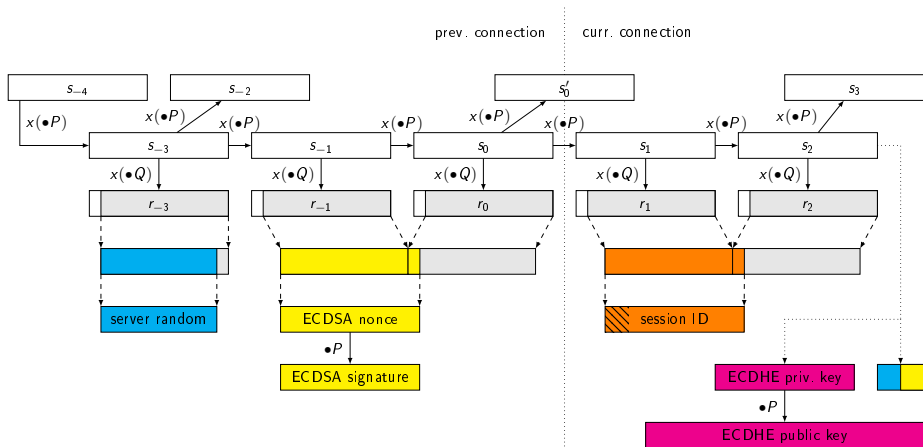 prev. connection
curr. connection
s₋₄
s₋₂
s₀′
s₃
x(•P)
x(•P)
x(•P)
x(•P)
x(•P)
x(•P)
x(•P)
x(•P)
s₋₃
s₋₁
s₀
s₁
s₂
x(•Q)
x(•Q)
x(•Q)
x(•Q)
x(•Q)
r₋₃
r₋₁
r₀
r₁
r₂
server random
ECDSA nonce
session ID
•P
ECDSA signature
ECDHE priv. key
•P
ECDHE public key